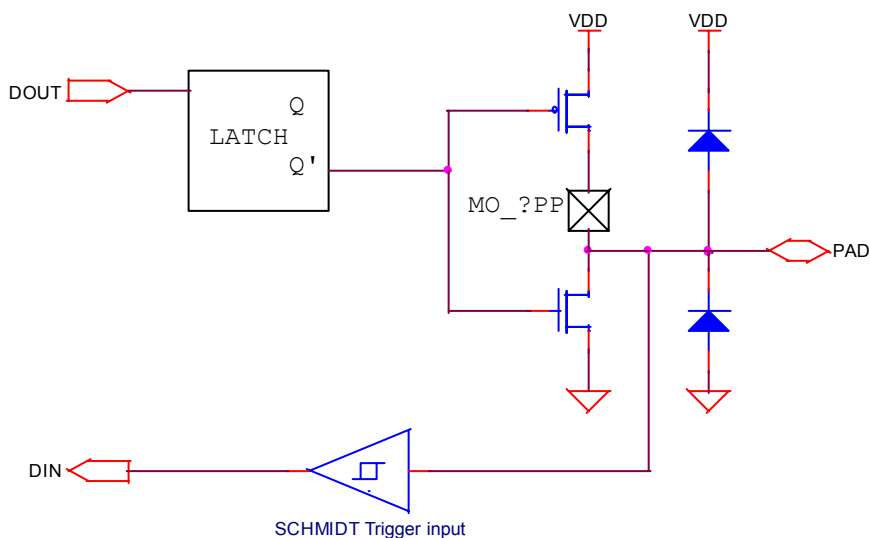 VDD
VDD
DOUT
Q
LATCH
Q'
MO_?PP
PAD
DIN
SCHMIDT Trigger input